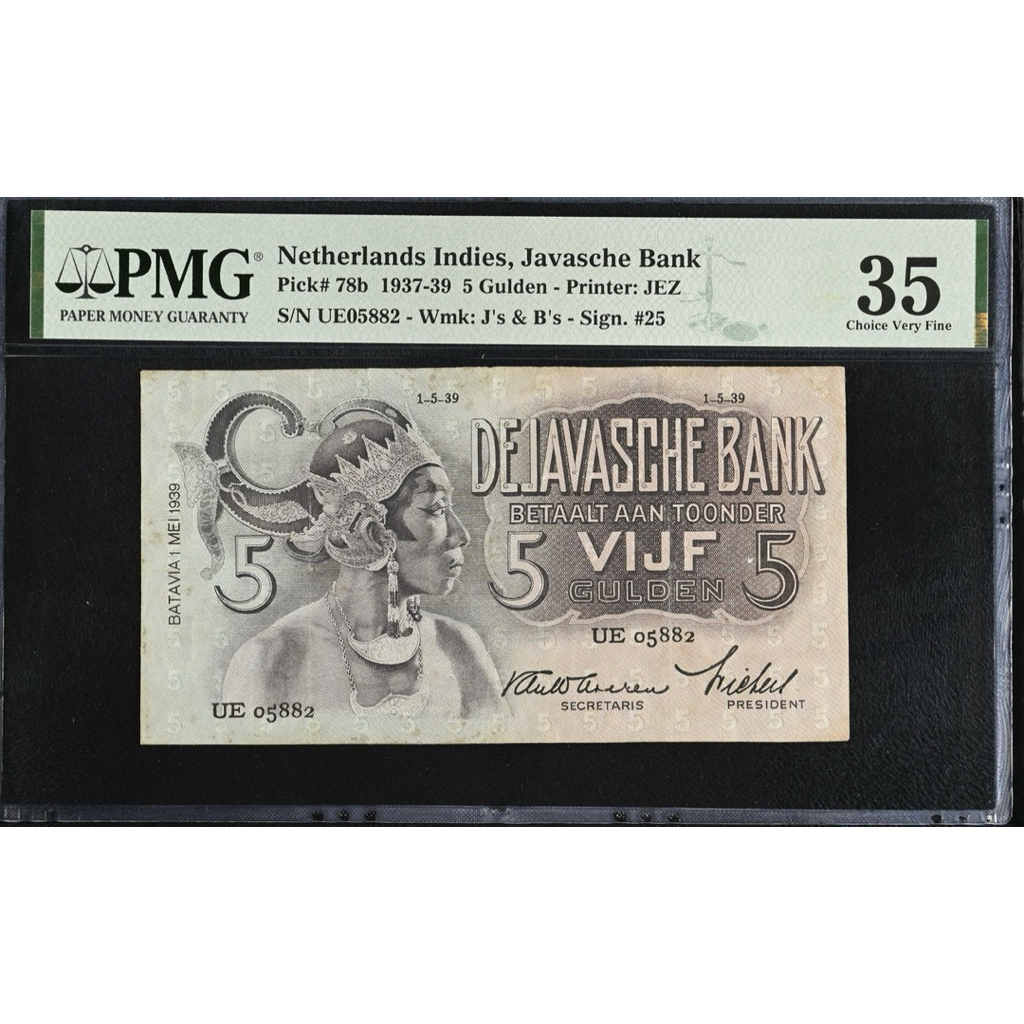 PMG®
PAPER MONEY GUARANTY
Netherlands Indies, Javasche Bank
Pick# 78b 1937-39 5 Gulden - Printer: JEZ
S/N UE05882 - Wmk: J's & B's - Sign. #25
35
Choice Very Fine
1-5-39
1-5-39
DE JAVASCHE BANK
BETAALT AAN TOONDER
5 VIJF 5
GULDEN
5
BATAVIA 1 MEI 1939
UE 05882
UE 05882
SECRETARIS
PRESIDENT